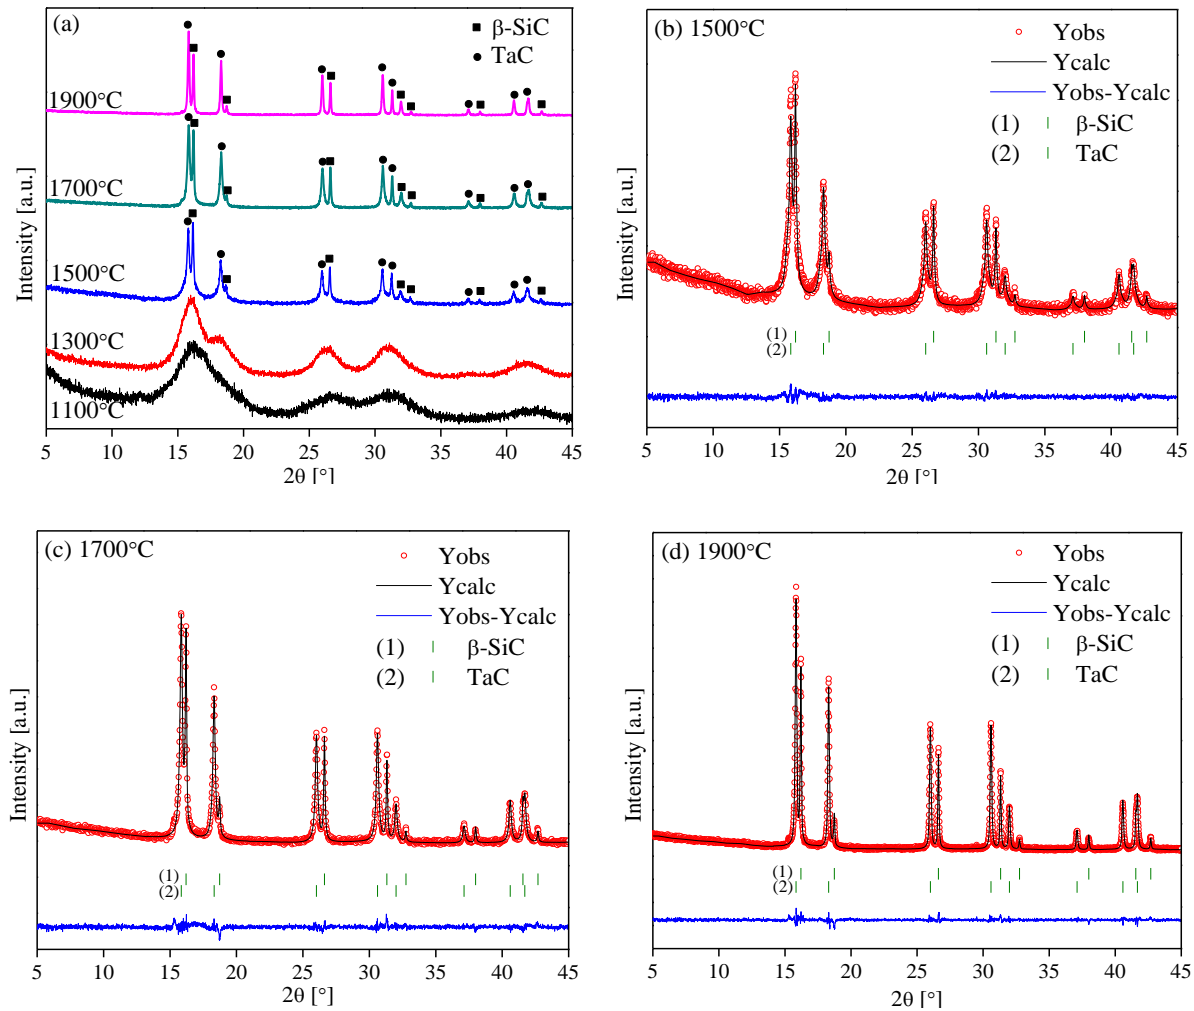 (a)
β-SiC
TaC
1900°C
1700°C
1500°C
1300°C
1100°C
Intensity [a.u.]
5 10 15 20 25 30 35 40 45
2θ [°]
(b) 1500°C
Yobs
Ycalc
Yobs-Ycalc
(1) β-SiC
(2) TaC
(1)
(2)
Intensity [a.u.]
5 10 15 20 25 30 35 40 45
2θ [°]
(c) 1700°C
Yobs
Ycalc
Yobs-Ycalc
(1) β-SiC
(2) TaC
(1)
(2)
Intensity [a.u.]
5 10 15 20 25 30 35 40 45
2θ [°]
(d) 1900°C
Yobs
Ycalc
Yobs-Ycalc
(1) β-SiC
(2) TaC
(1)
(2)
Intensity [a.u.]
5 10 15 20 25 30 35 40 45
2θ [°]